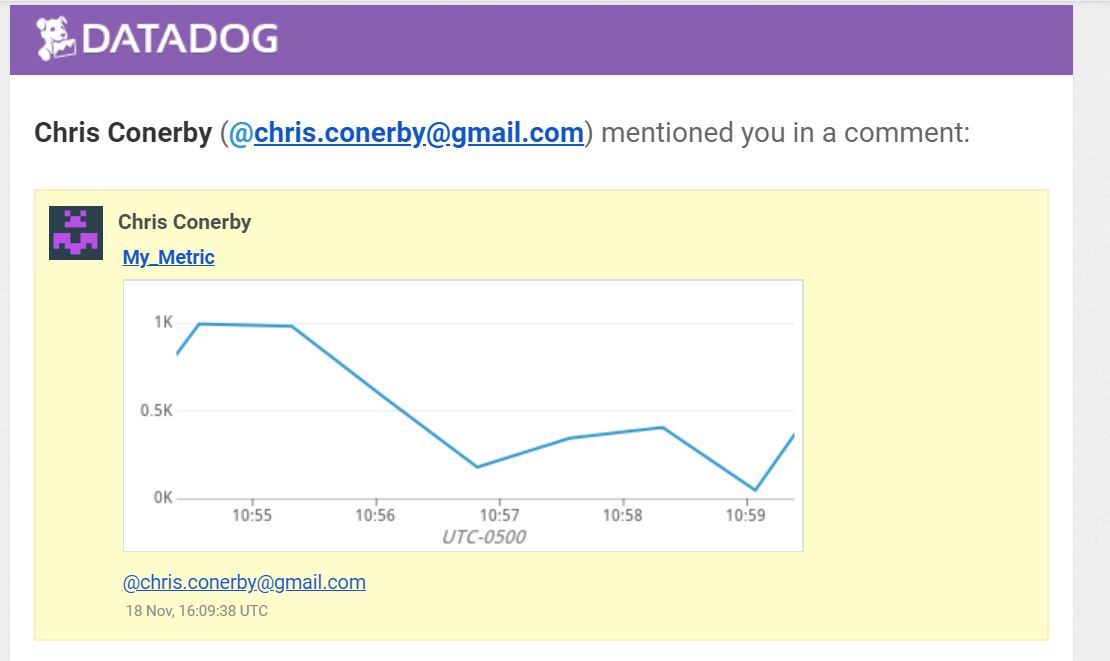 DATADOG
Chris Conerby (@chris.conerby@gmail.com) mentioned you in a comment:
Chris Conerby
My_Metric
1K
0.5K
0K
10:55 10:56 10:57 10:58 10:59
UTC-0500
@chris.conerby@gmail.com
18 Nov, 16:09:38 UTC